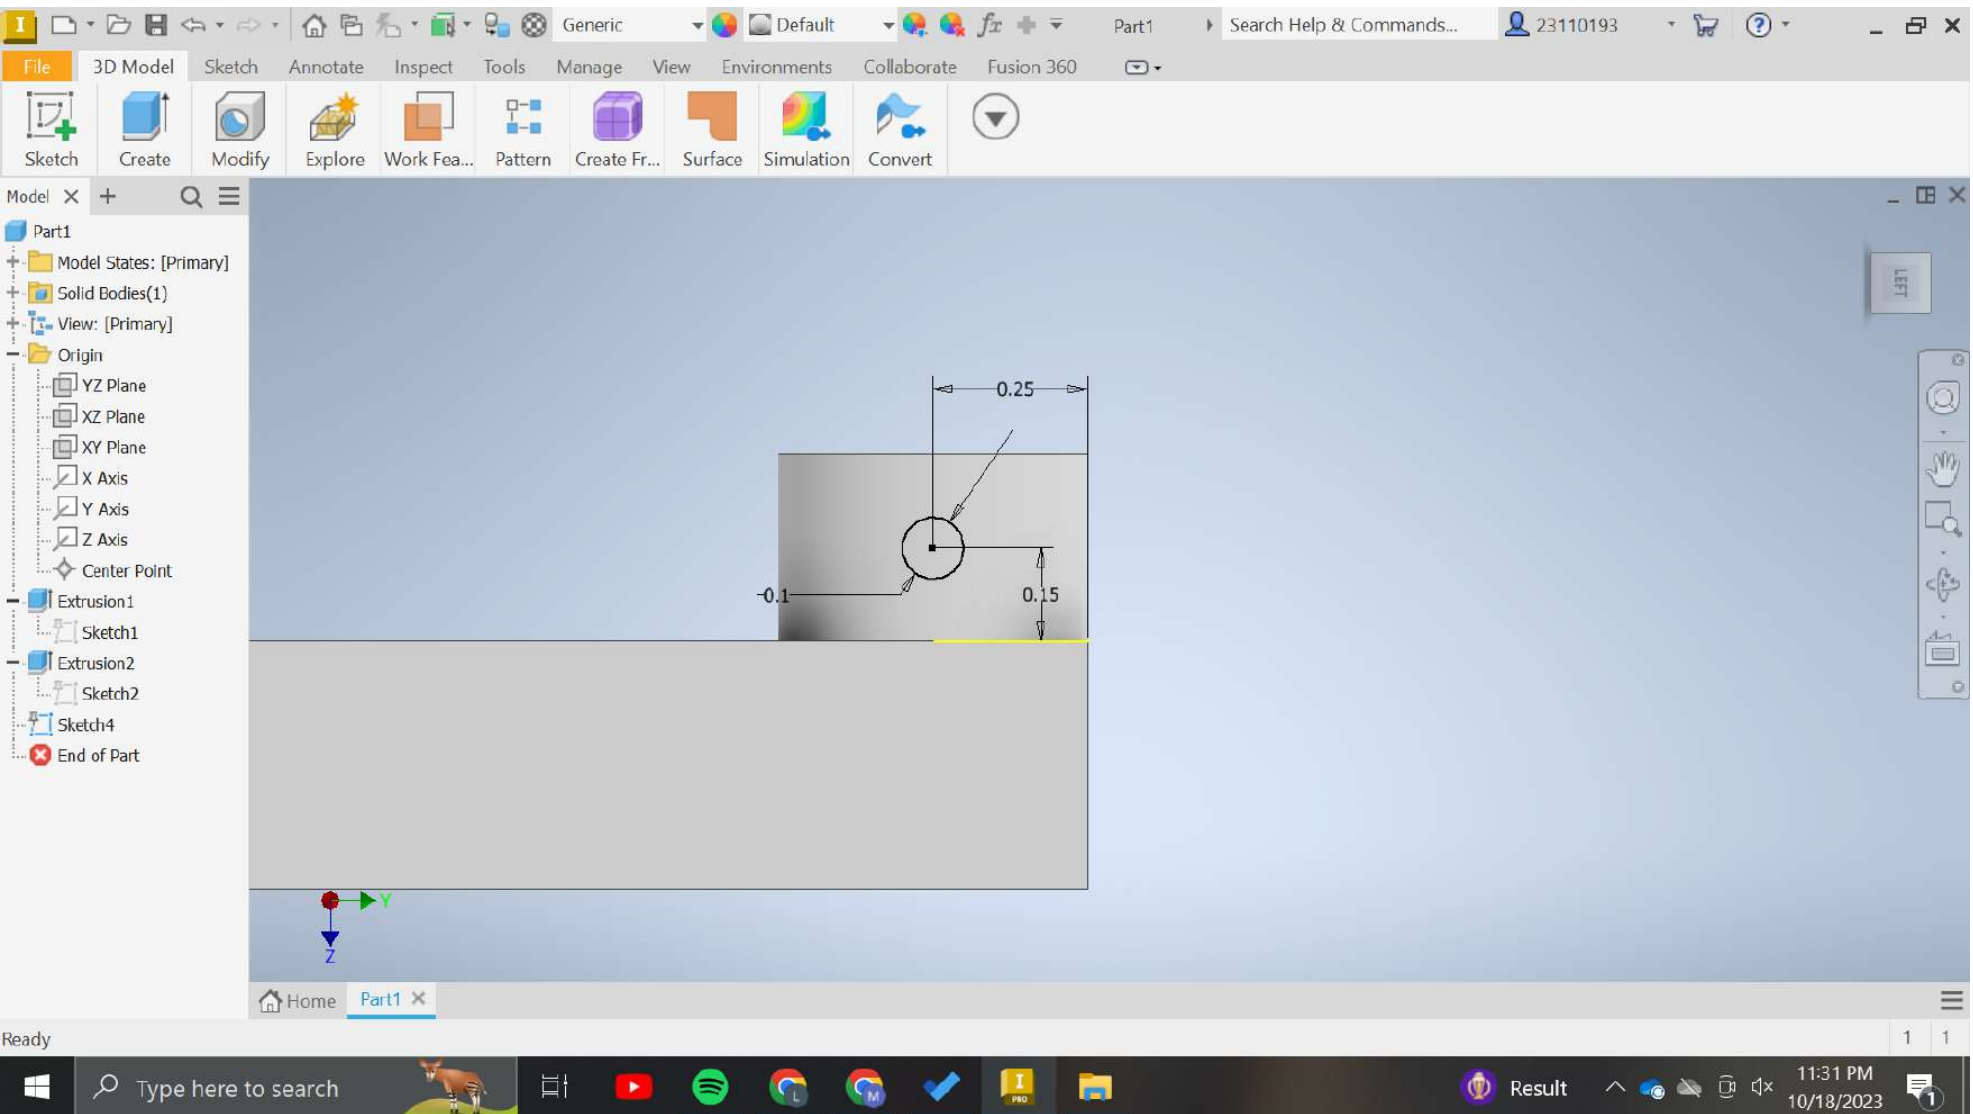 I Generic Default fx Part1 Search Help & Commands... 23110193 ?
File 3D Model Sketch Annotate Inspect Tools Manage View Environments Collaborate Fusion 360
Sketch Create Modify Explore Work Fea... Pattern Create Fr... Surface Simulation Convert
Model
Part1
Model States: [Primary]
Solid Bodies(1)
View: [Primary]
Origin
YZ Plane
XZ Plane
XY Plane
X Axis
Y Axis
Z Axis
Center Point
Extrusion1
Sketch1
Extrusion2
Sketch2
Sketch4
End of Part
LEFT
0.25
0.1
0.15
Y
Z
Home Part1
Ready 1 1
Type here to search
L
M
I
PRO
Result
11:31 PM
10/18/2023
1